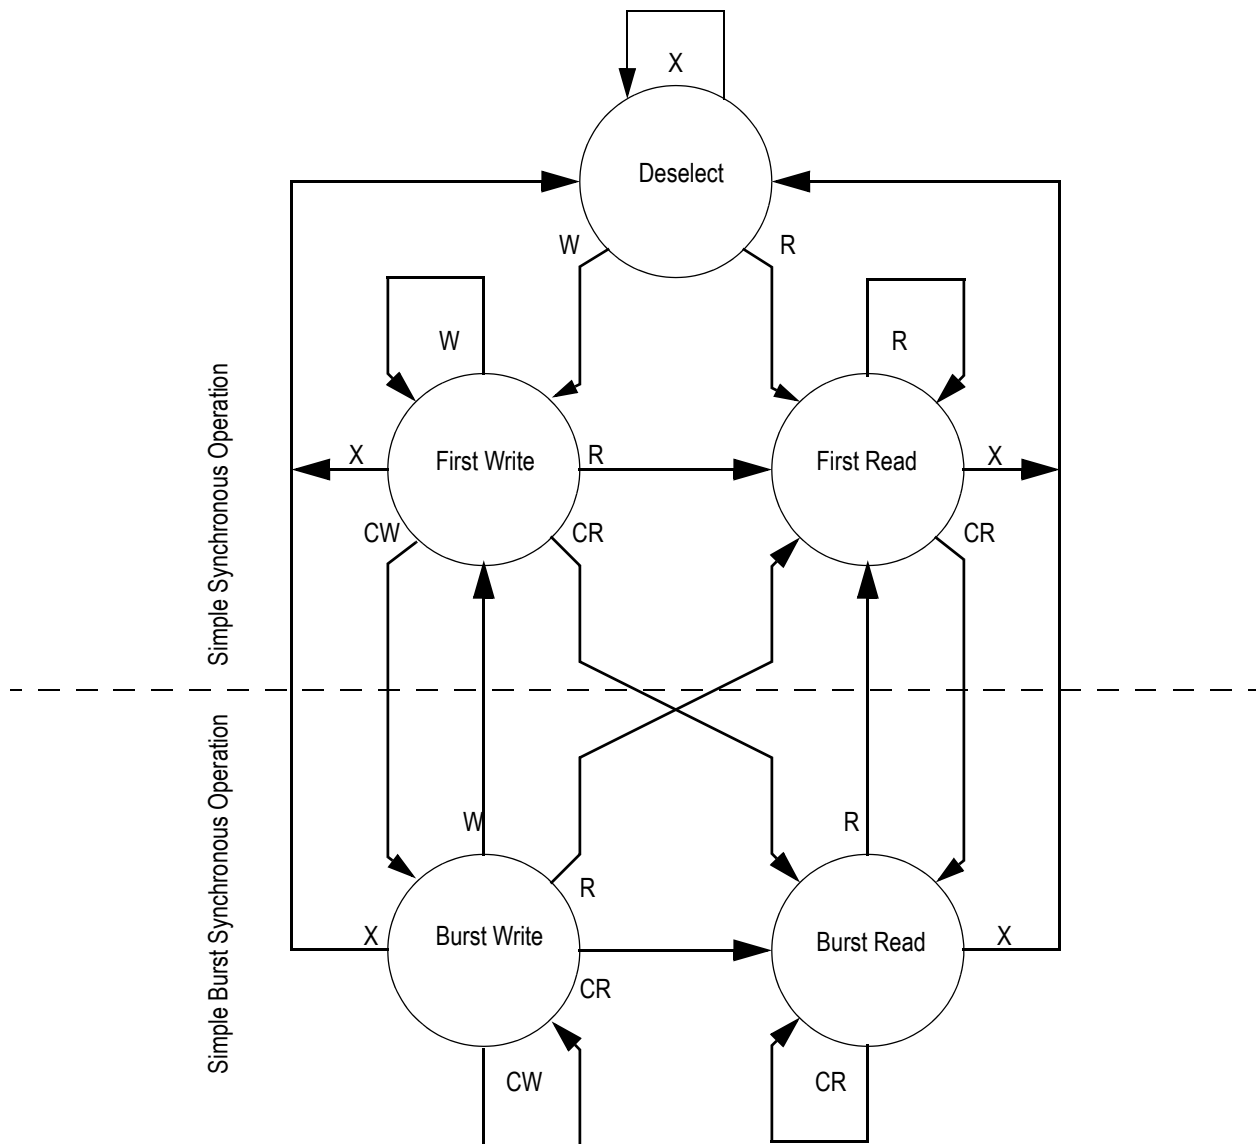 X
Deselect
W
R
W
R
Simple Synchronous Operation
X
First Write
R
First Read
X
CW
CR
CR
Simple Burst Synchronous Operation
W
R
R
X
Burst Write
Burst Read
X
CR
CW
CR